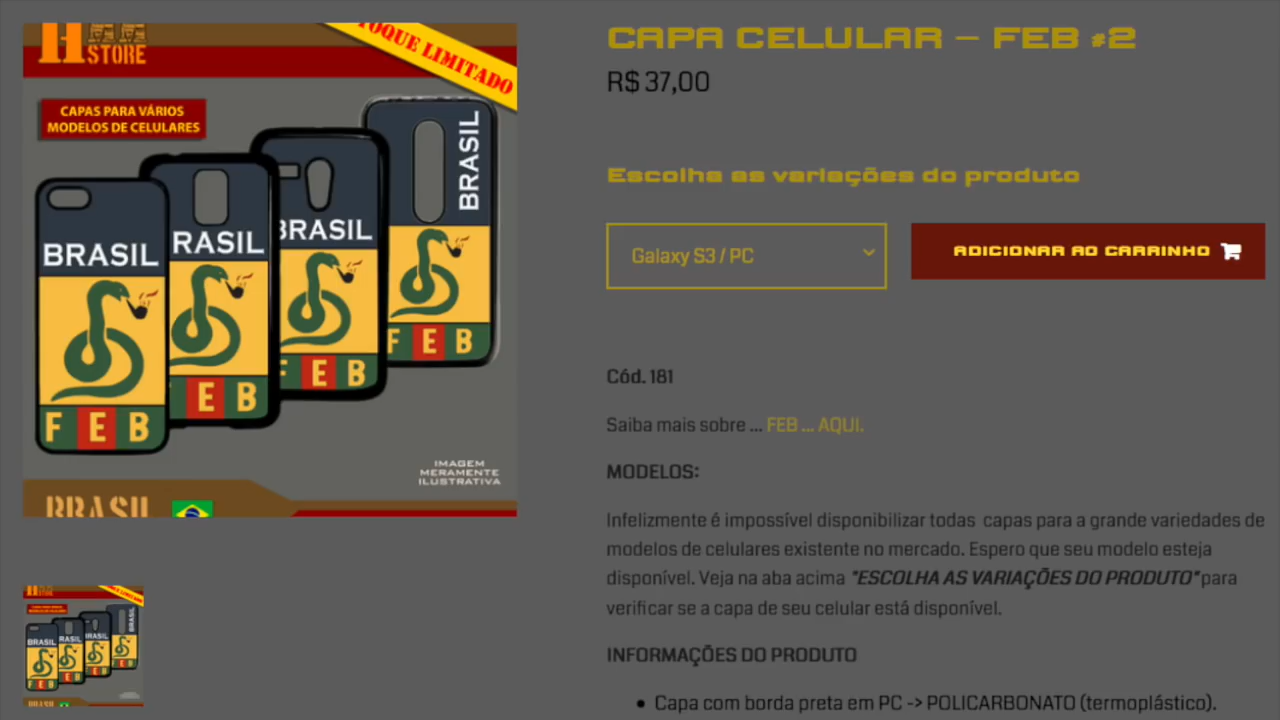 STORE
TOQUE LIMITADO
CAPAS PARA VÁRIOS
MODELOS DE CELULARES
BRASIL
FEB
RASIL
FEB
BRASIL
FEB
BRASIL
FEB
IMAGEM
MERAMENTE
ILUSTRATIVA
BRASIL
CAPA CELULAR – FEB #2
R$ 37,00
Escolha as variações do produto
Galaxy S3 / PC
ADICIONAR AO CARRINHO
Cód. 181
Saiba mais sobre ... FEB ... AQUI.
MODELOS:
Infelizmente é impossível disponibilizar todas capas para a grande variedades de
modelos de celulares existente no mercado. Espero que seu modelo esteja
disponível. Veja na aba acima "ESCOLHA AS VARIAÇÕES DO PRODUTO" para
verificar se a capa de seu celular está disponível.
INFORMAÇÕES DO PRODUTO
• Capa com borda preta em PC -> POLICARBONATO (termoplástico).